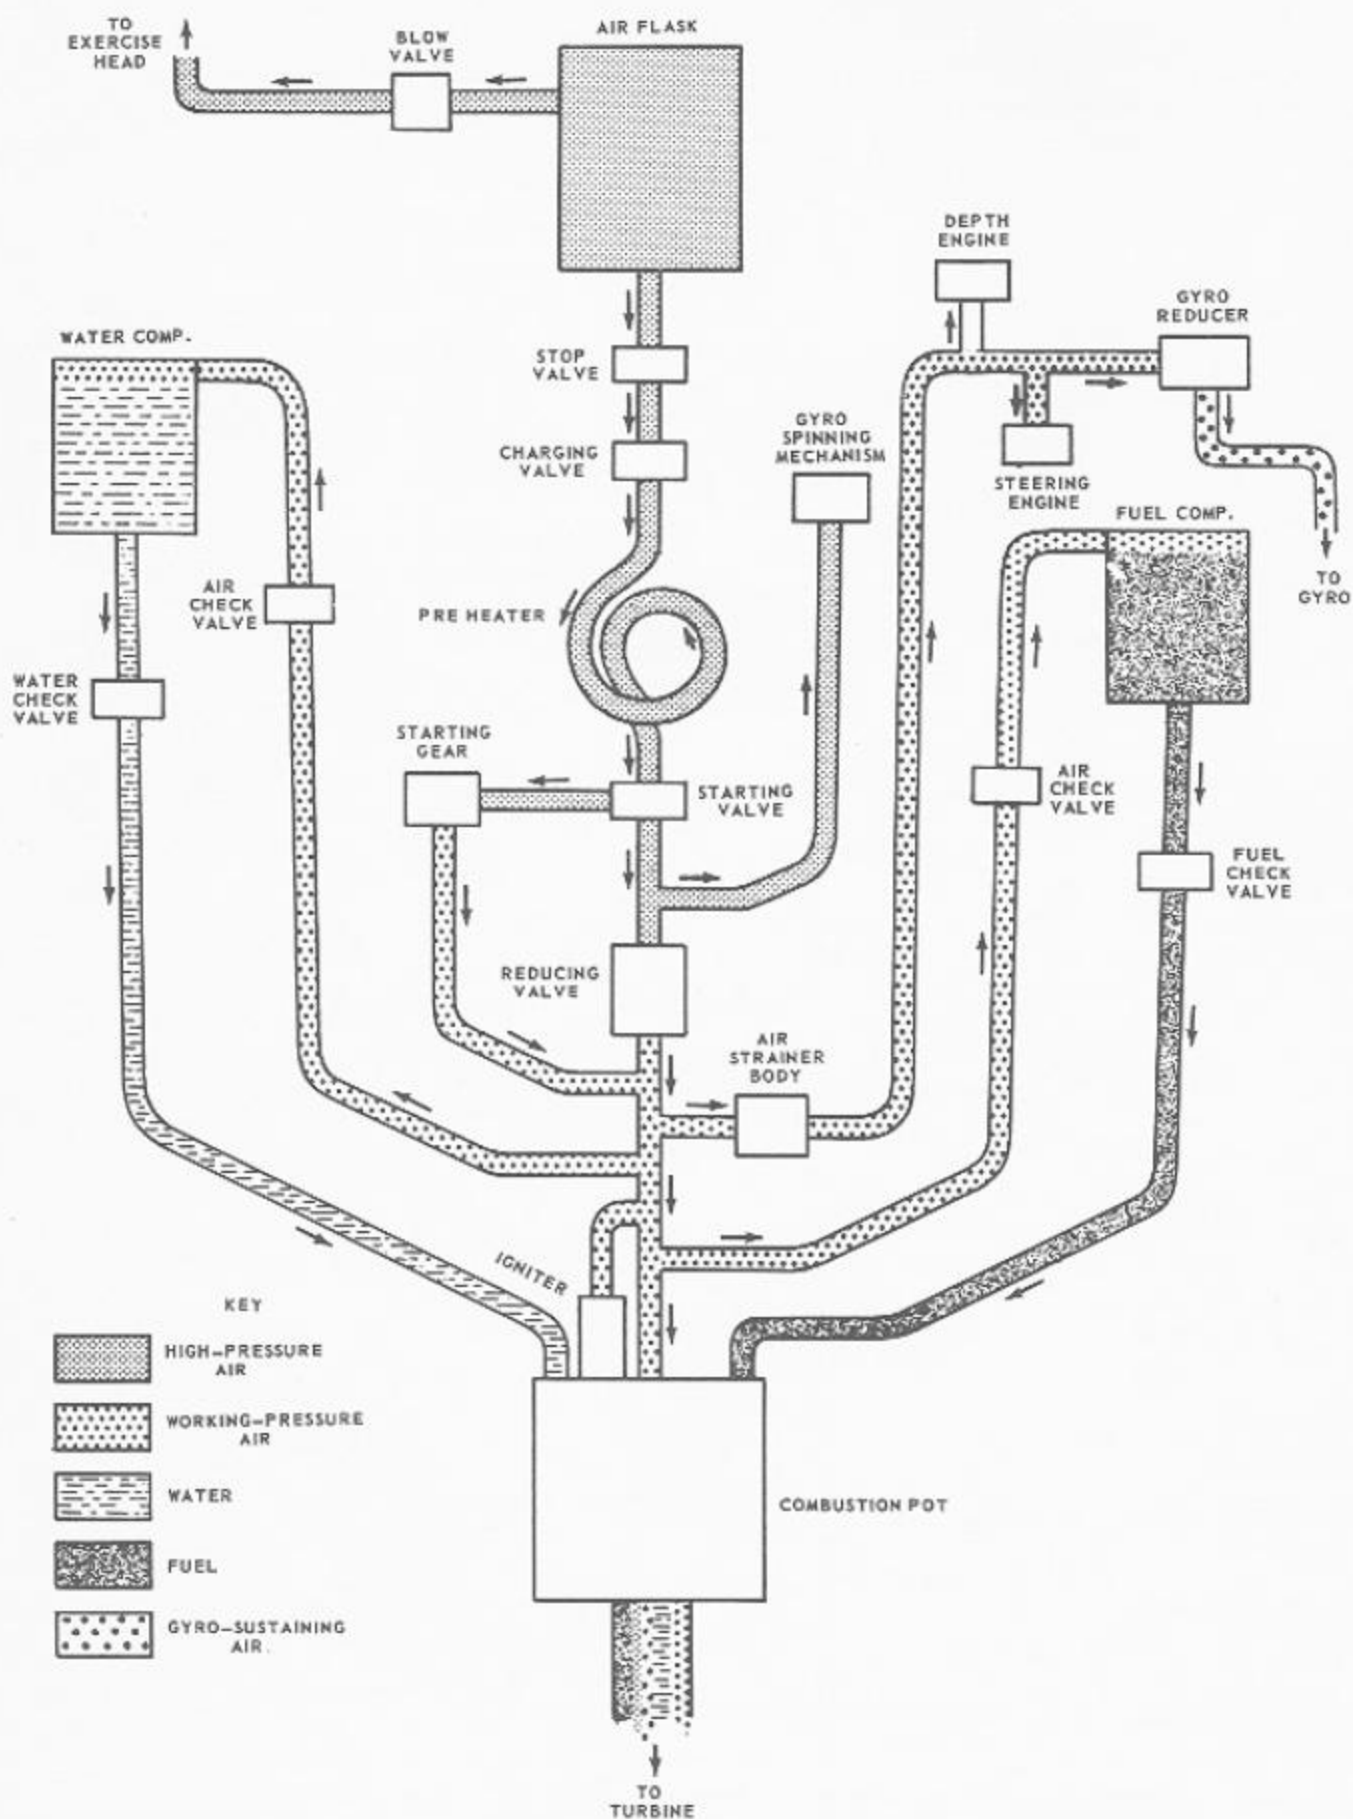 TO
EXERCISE
HEAD
BLOW
VALVE
AIR FLASK
DEPTH
ENGINE
GYRO
REDUCER
WATER COMP.
STOP
VALVE
GYRO
SPINNING
MECHANISM
CHARGING
VALVE
STEERING
ENGINE
FUEL COMP.
TO
GYRO
AIR
CHECK
VALVE
PRE HEATER
WATER
CHECK
VALVE
STARTING
GEAR
STARTING
VALVE
AIR
CHECK
VALVE
FUEL
CHECK
VALVE
REDUCING
VALVE
AIR
STRAINER
BODY
IGNITER
KEY
HIGH-PRESSURE
AIR
WORKING-PRESSURE
AIR
WATER
FUEL
GYRO-SUSTAINING
AIR.
COMBUSTION POT
TO
TURBINE